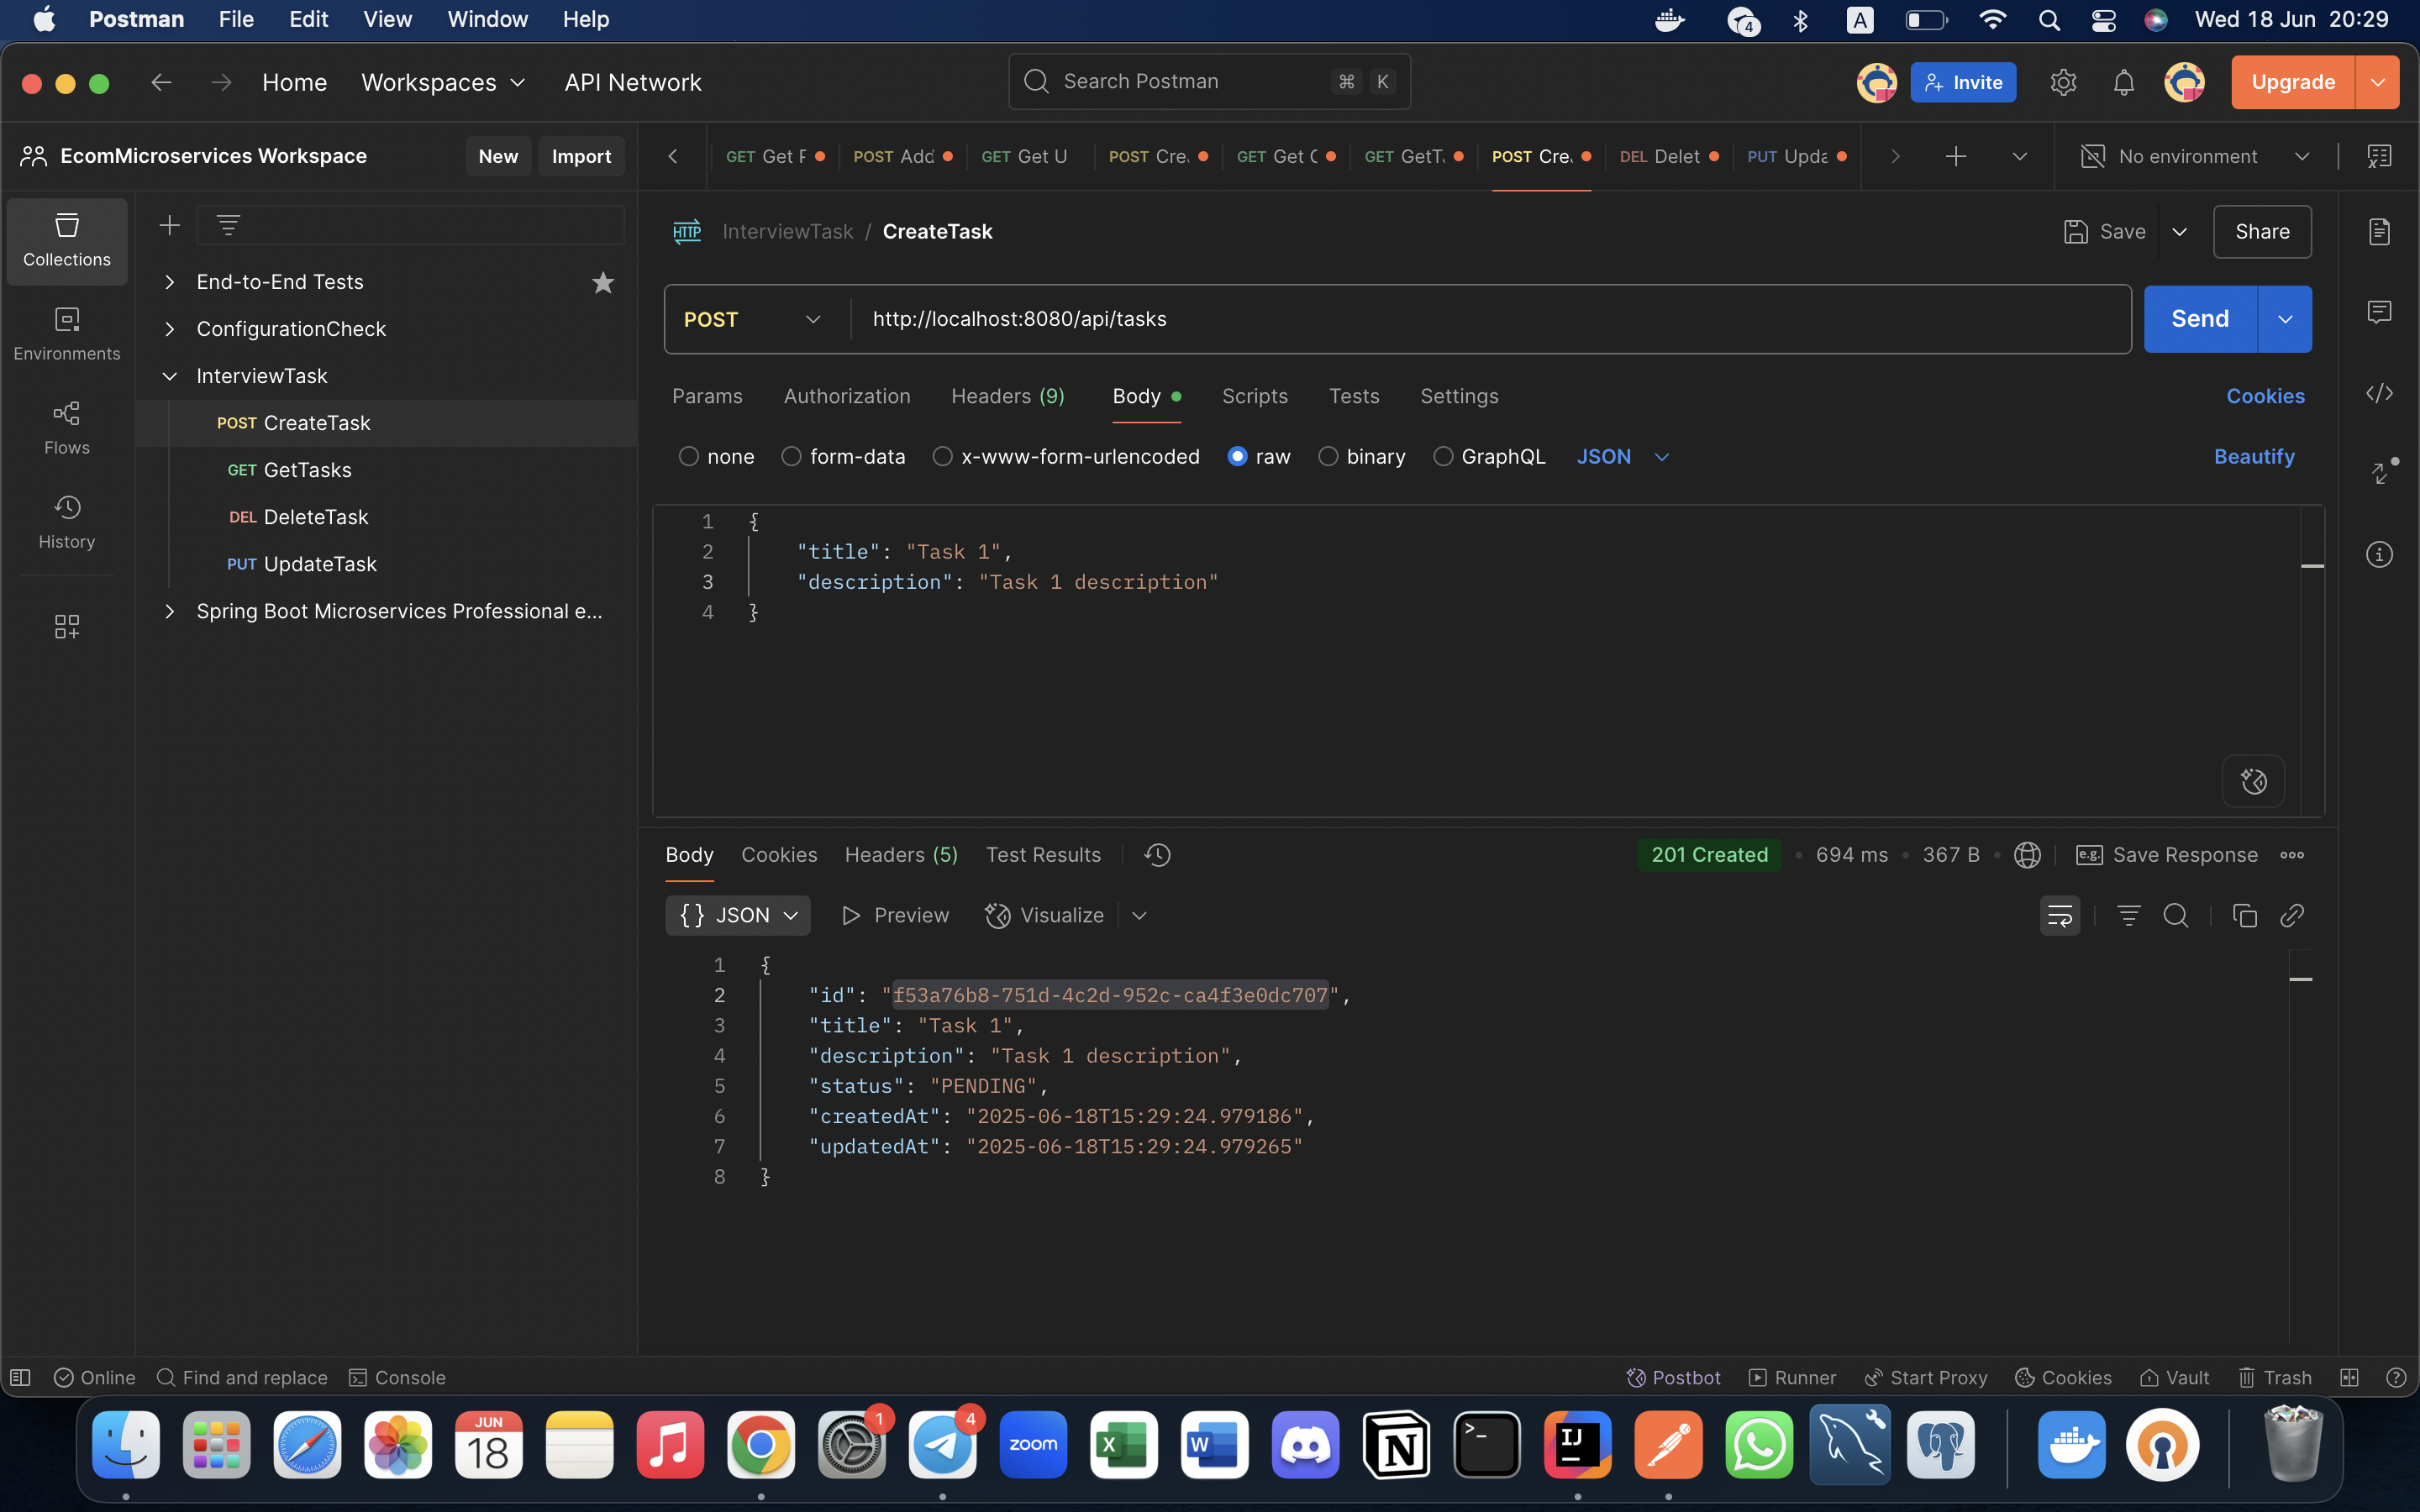 Postman File Edit View Window Help 4 A Wed 18 Jun 20:29
Home Workspaces API Network Search Postman ⌘ K Invite Upgrade
EcomMicroservices Workspace New Import GET Get F POST Add GET Get U POST Cre GET Get C GET GetT POST Cre DEL Delet PUT Upda No environment
Collections
Environments
Flows
History
End-to-End Tests
ConfigurationCheck
InterviewTask
POST CreateTask
GET GetTasks
DEL DeleteTask
PUT UpdateTask
Spring Boot Microservices Professional e...
HTTP InterviewTask / CreateTask Save Share
POST http://localhost:8080/api/tasks Send
Params Authorization Headers (9) Body Scripts Tests Settings Cookies
none form-data x-www-form-urlencoded raw binary GraphQL JSON Beautify
1 {
2 "title": "Task 1",
3 "description": "Task 1 description"
4 }
Body Cookies Headers (5) Test Results 201 Created 694 ms 367 B e.g. Save Response
{} JSON Preview Visualize
1 {
2 "id": "f53a76b8-751d-4c2d-952c-ca4f3e0dc707",
3 "title": "Task 1",
4 "description": "Task 1 description",
5 "status": "PENDING",
6 "createdAt": "2025-06-18T15:29:24.979186",
7 "updatedAt": "2025-06-18T15:29:24.979265"
8 }
Online Find and replace Console Postbot Runner Start Proxy Cookies Vault Trash
JUN 18 1 4 zoom X W N >_ IJ